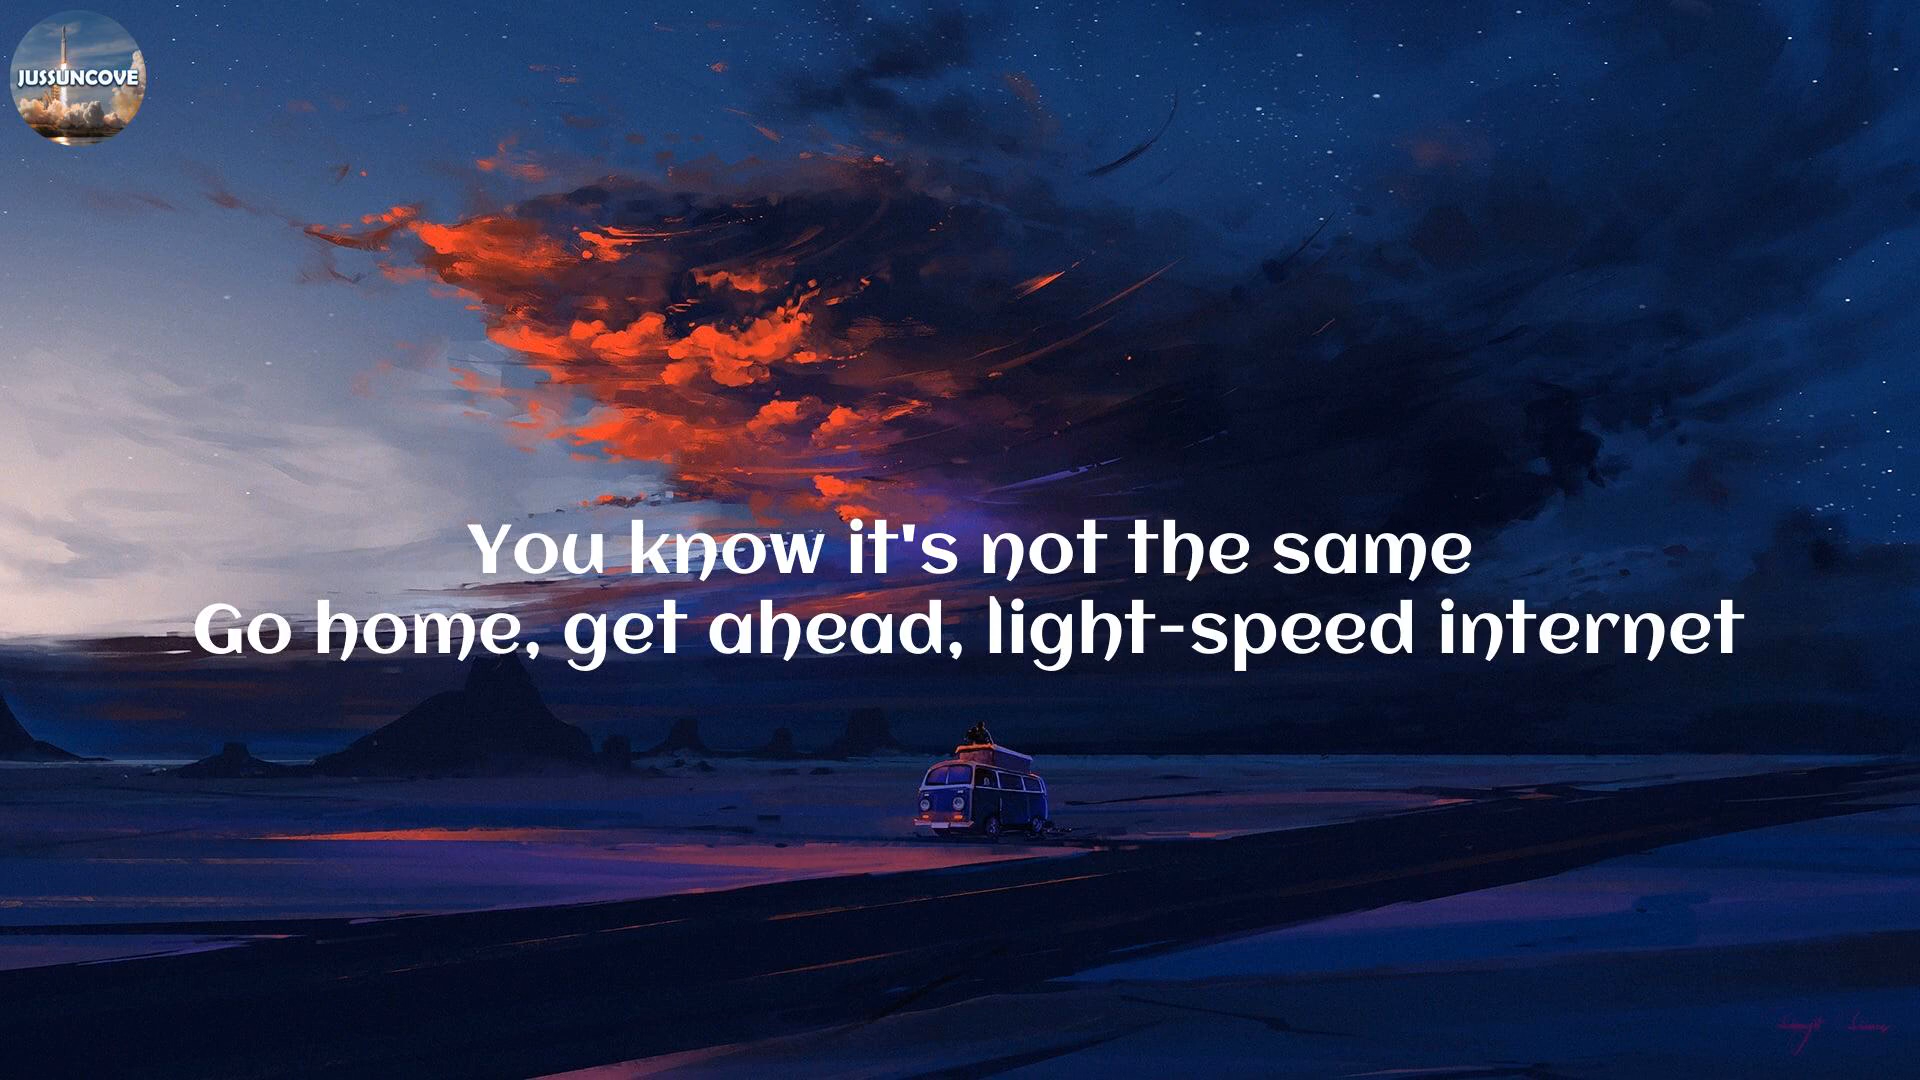 JUSSUNCOVE
You know it's not the same
Go home, get ahead, light-speed internet